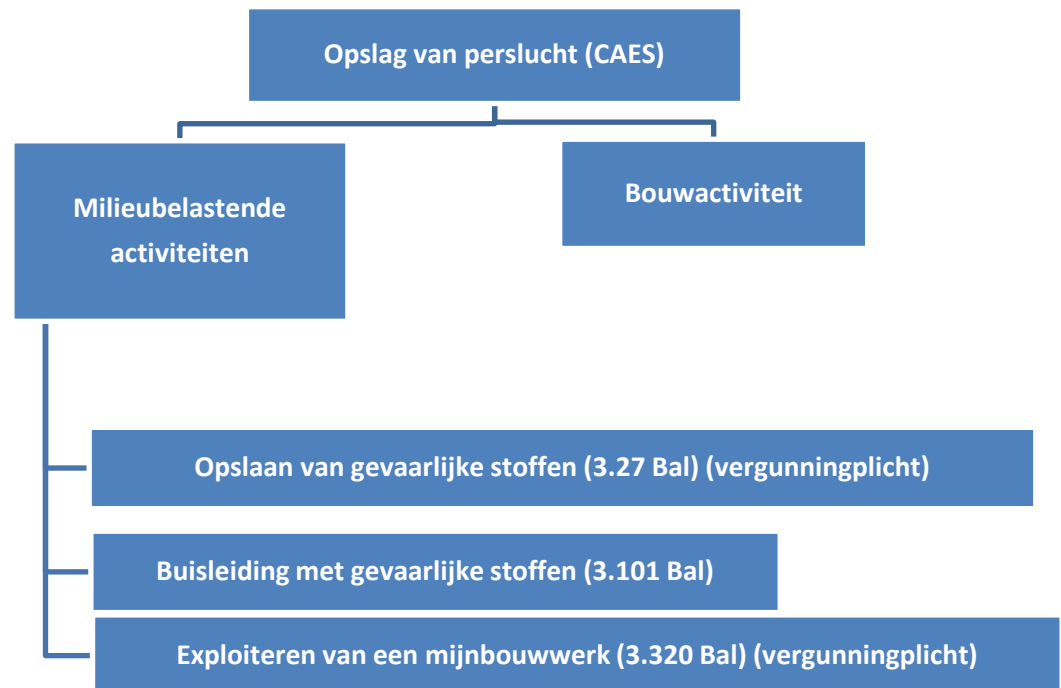 Opslag van perslucht (CAES)
Milieubelastende
activiteiten
Bouwactiviteit
Opslaan van gevaarlijke stoffen (3.27 Bal) (vergunningplicht)
Buisleiding met gevaarlijke stoffen (3.101 Bal)
Exploiteren van een mijnbouwwerk (3.320 Bal) (vergunningplicht)